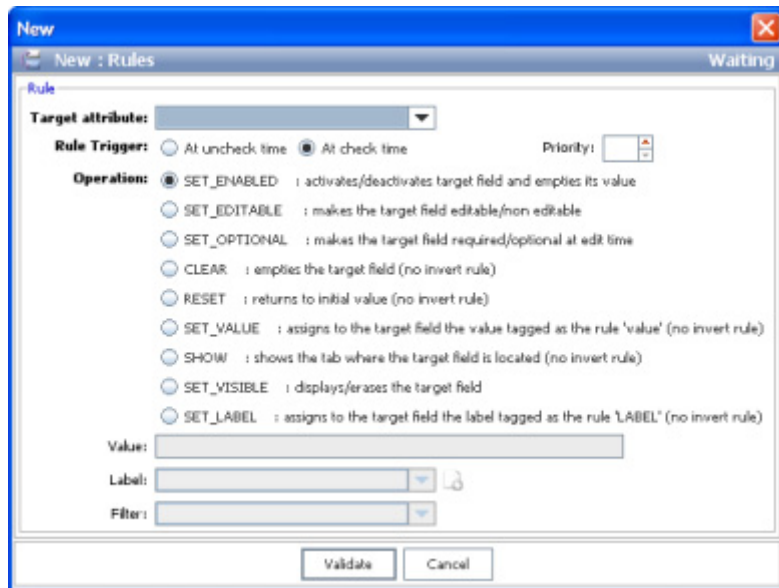 New
New : Rules Waiting
Rule
Target attribute:
Rule Trigger: At uncheck time At check time Priority:
Operation: SET_ENABLED : activates/deactivates target field and empties its value
SET_EDITABLE : makes the target field editable/non editable
SET_OPTIONAL : makes the target field required/optional at edit time
CLEAR : empties the target field (no invert rule)
RESET : returns to initial value (no invert rule)
SET_VALUE : assigns to the target field the value tagged as the rule 'value' (no invert rule)
SHOW : shows the tab where the target field is located (no invert rule)
SET_VISIBLE : displays/erases the target field
SET_LABEL : assigns to the target field the label tagged as the rule 'LABEL' (no invert rule)
Value:
Label:
Filter:
Validate Cancel